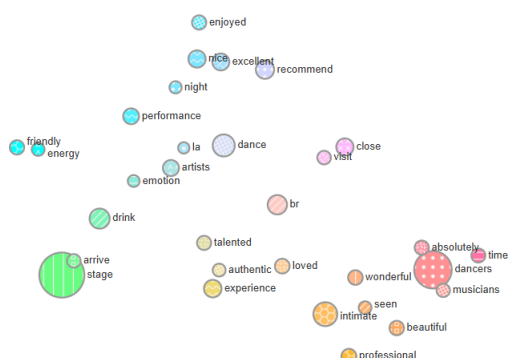 enjoyed
nice
excellent
recommend
night
performance
friendly
energy
la
dance
close
visit
artists
emotion
br
drink
talented
absolutely
time
arrive
stage
authentic
loved
dancers
wonderful
experience
musicians
seen
intimate
beautiful
professional